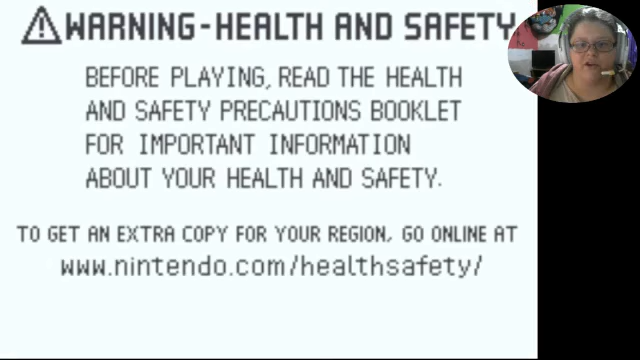 ⚠WARNING-HEALTH AND SAFETY
BEFORE PLAYING, READ THE HEALTH
AND SAFETY PRECAUTIONS BOOKLET
FOR IMPORTANT INFORMATION
ABOUT YOUR HEALTH AND SAFETY.
TO GET AN EXTRA COPY FOR YOUR REGION, GO ONLINE AT
www.nintendo.com/healthsafety/